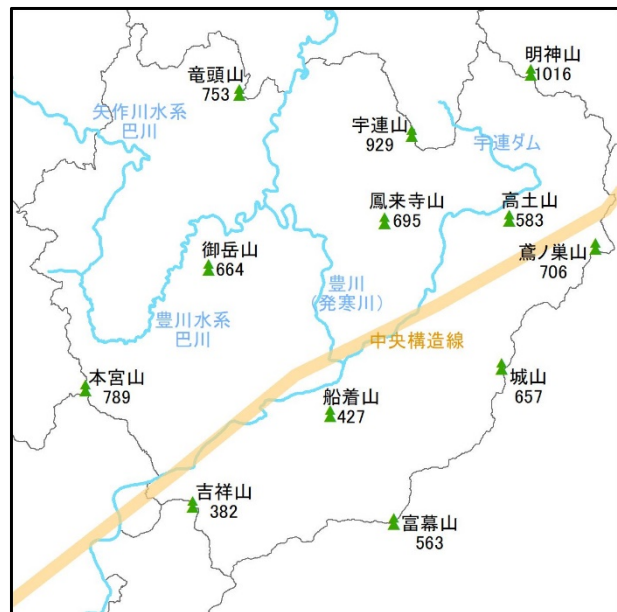 明神山
1016
竜頭山
753
矢作川水系
巴川
宇連山
929
宇連ダム
鳳来寺山
695
高土山
583
御岳山
664
鳶ノ巣山
706
豊川
(発寒川)
豊川水系
巴川
中央構造線
本宮山
789
城山
657
船着山
427
吉祥山
382
富幕山
563